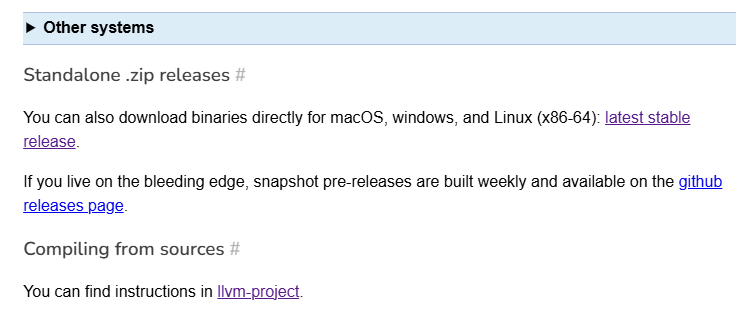 ▶ Other systems
Standalone .zip releases #
You can also download binaries directly for macOS, windows, and Linux (x86-64): latest stable
release.
If you live on the bleeding edge, snapshot pre-releases are built weekly and available on the github
releases page.
Compiling from sources #
You can find instructions in llvm-project.